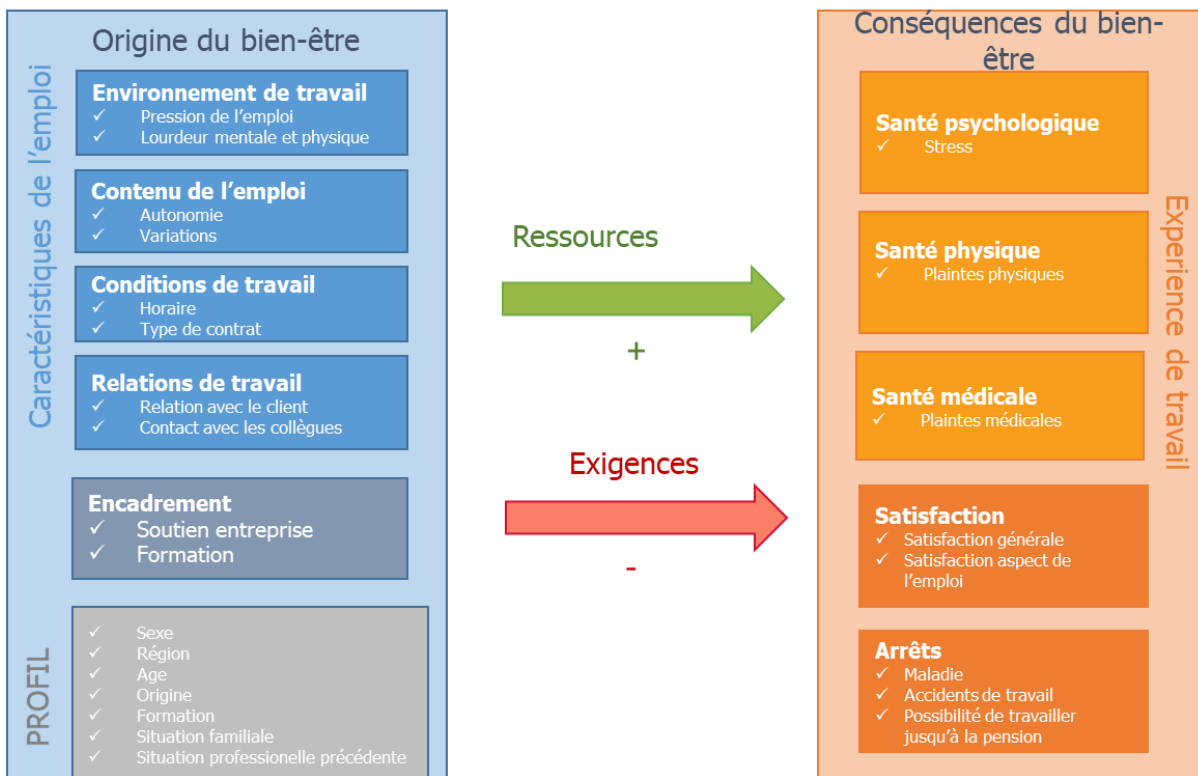 Origine du bien-être
Caractéristiques de l'emploi
Environnement de travail
✓ Pression de l'emploi
✓ Lourdeur mentale et physique
Contenu de l'emploi
✓ Autonomie
✓ Variations
Conditions de travail
✓ Horaire
✓ Type de contrat
Relations de travail
✓ Relation avec le client
✓ Contact avec les collègues
Encadrement
✓ Soutien entreprise
✓ Formation
PROFIL
✓ Sexe
✓ Région
✓ Age
✓ Origine
✓ Formation
✓ Situation familiale
✓ Situation professionelle précédente
Ressources
+
Exigences
-
Conséquences du bien-
être
Experience de travail
Santé psychologique
✓ Stress
Santé physique
✓ Plaintes physiques
Santé médicale
✓ Plaintes médicales
Satisfaction
✓ Satisfaction générale
✓ Satisfaction aspect de
l'emploi
Arrêts
✓ Maladie
✓ Accidents de travail
✓ Possibilité de travailler
jusqu'à la pension